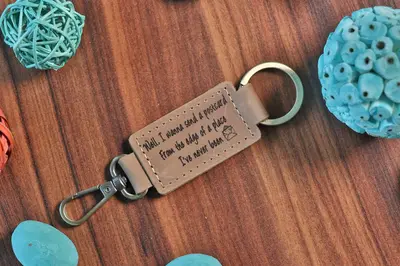 Well, I wanna send a postcard
From the edge of a place
I've never been